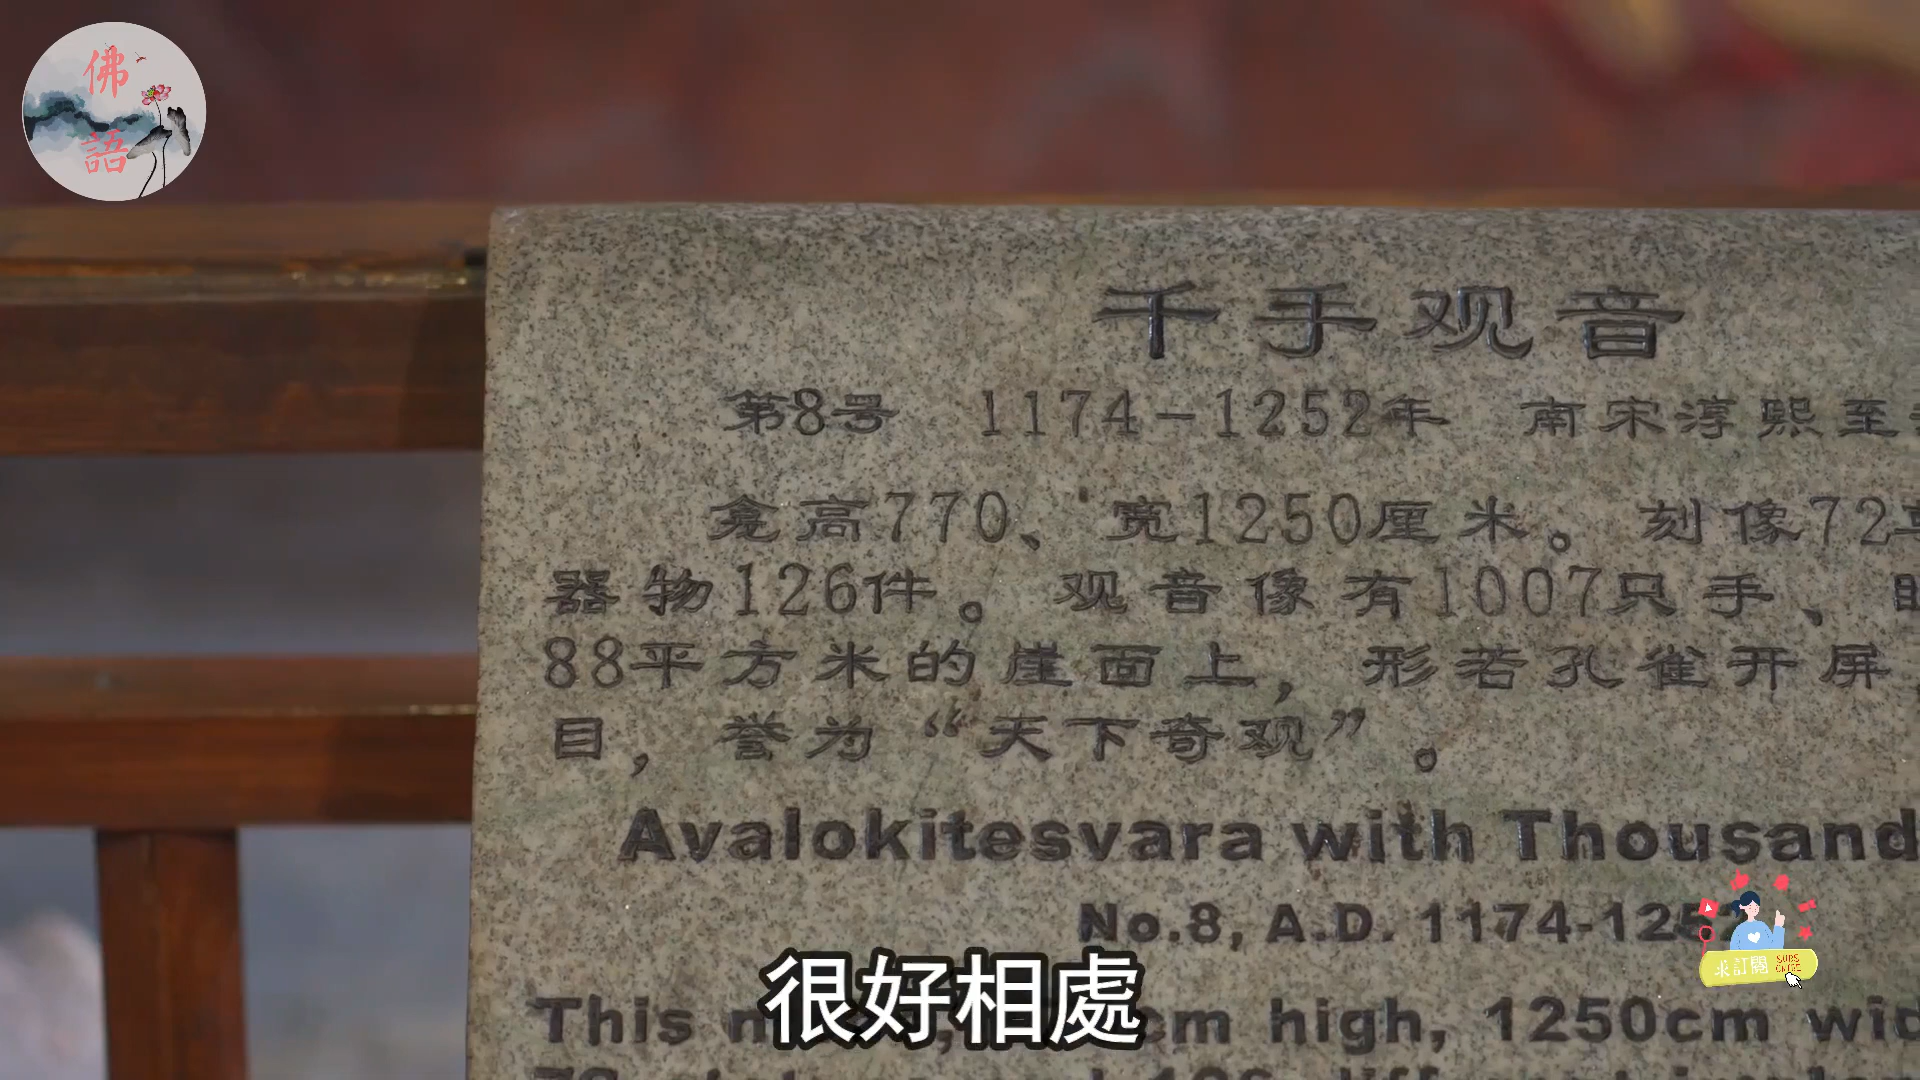 佛
語
千手观音
第8号 1174-1252年 南宋淳熙至
龛高770、宽1250厘米。刻像72
器物126件。观音像有1007只手、
88平方米的崖面上，形若孔雀开屏
目，誉为“天下奇观”。
Avalokitesvara with Thousand
No.8, A.D. 1174-125
求訂閱 SUBSCRIBE
很好相處
This cm high, 1250cm